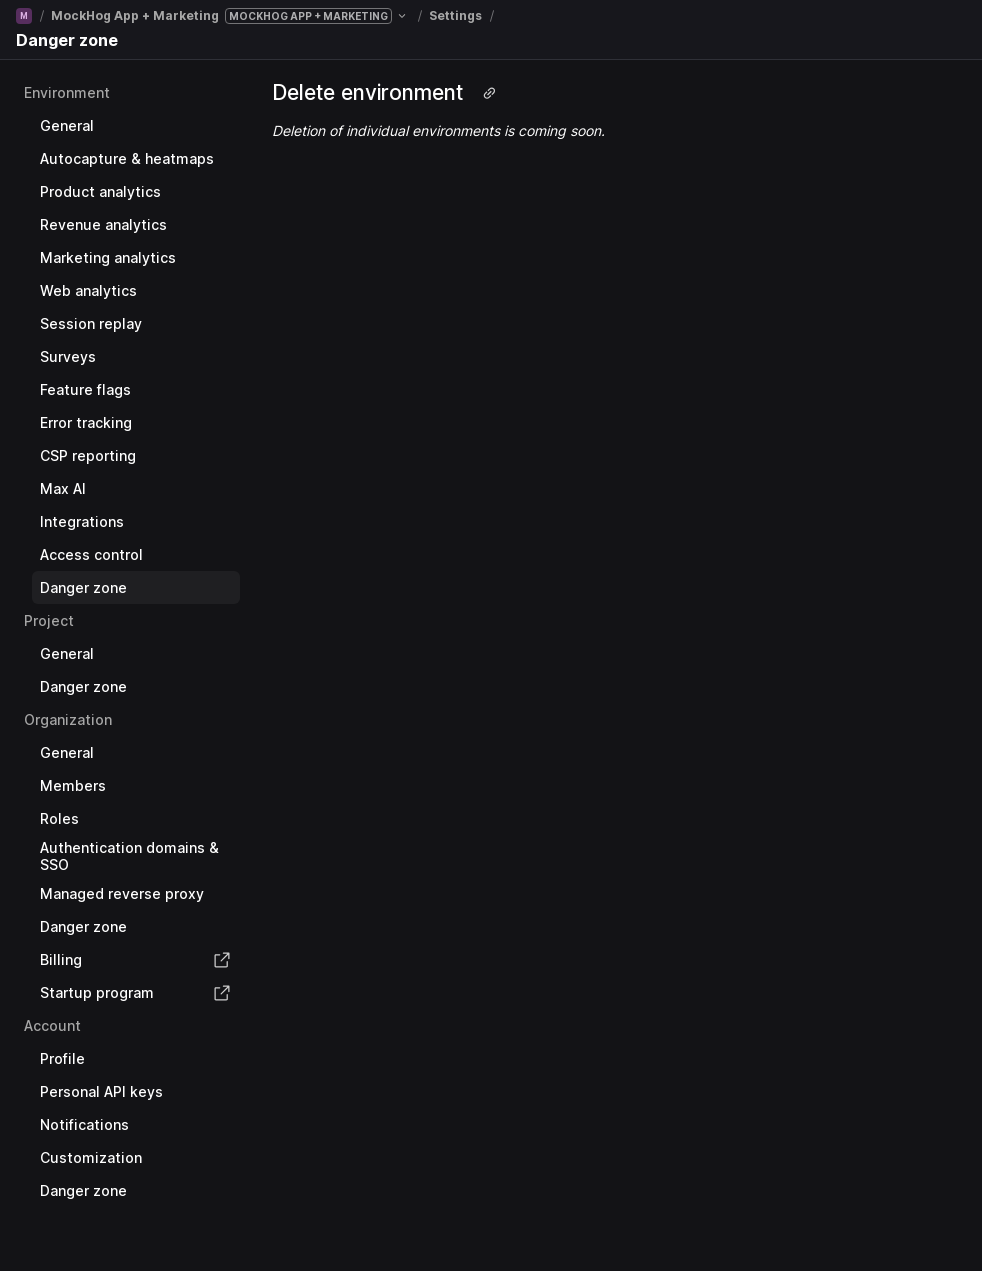 M / MockHog App + Marketing MOCKHOG APP + MARKETING / Settings /
Danger zone
Environment
General
Autocapture & heatmaps
Product analytics
Revenue analytics
Marketing analytics
Web analytics
Session replay
Surveys
Feature flags
Error tracking
CSP reporting
Max AI
Integrations
Access control
Danger zone
Project
General
Danger zone
Organization
General
Members
Roles
Authentication domains &
SSO
Managed reverse proxy
Danger zone
Billing
Startup program
Account
Profile
Personal API keys
Notifications
Customization
Danger zone
Delete environment
Deletion of individual environments is coming soon.